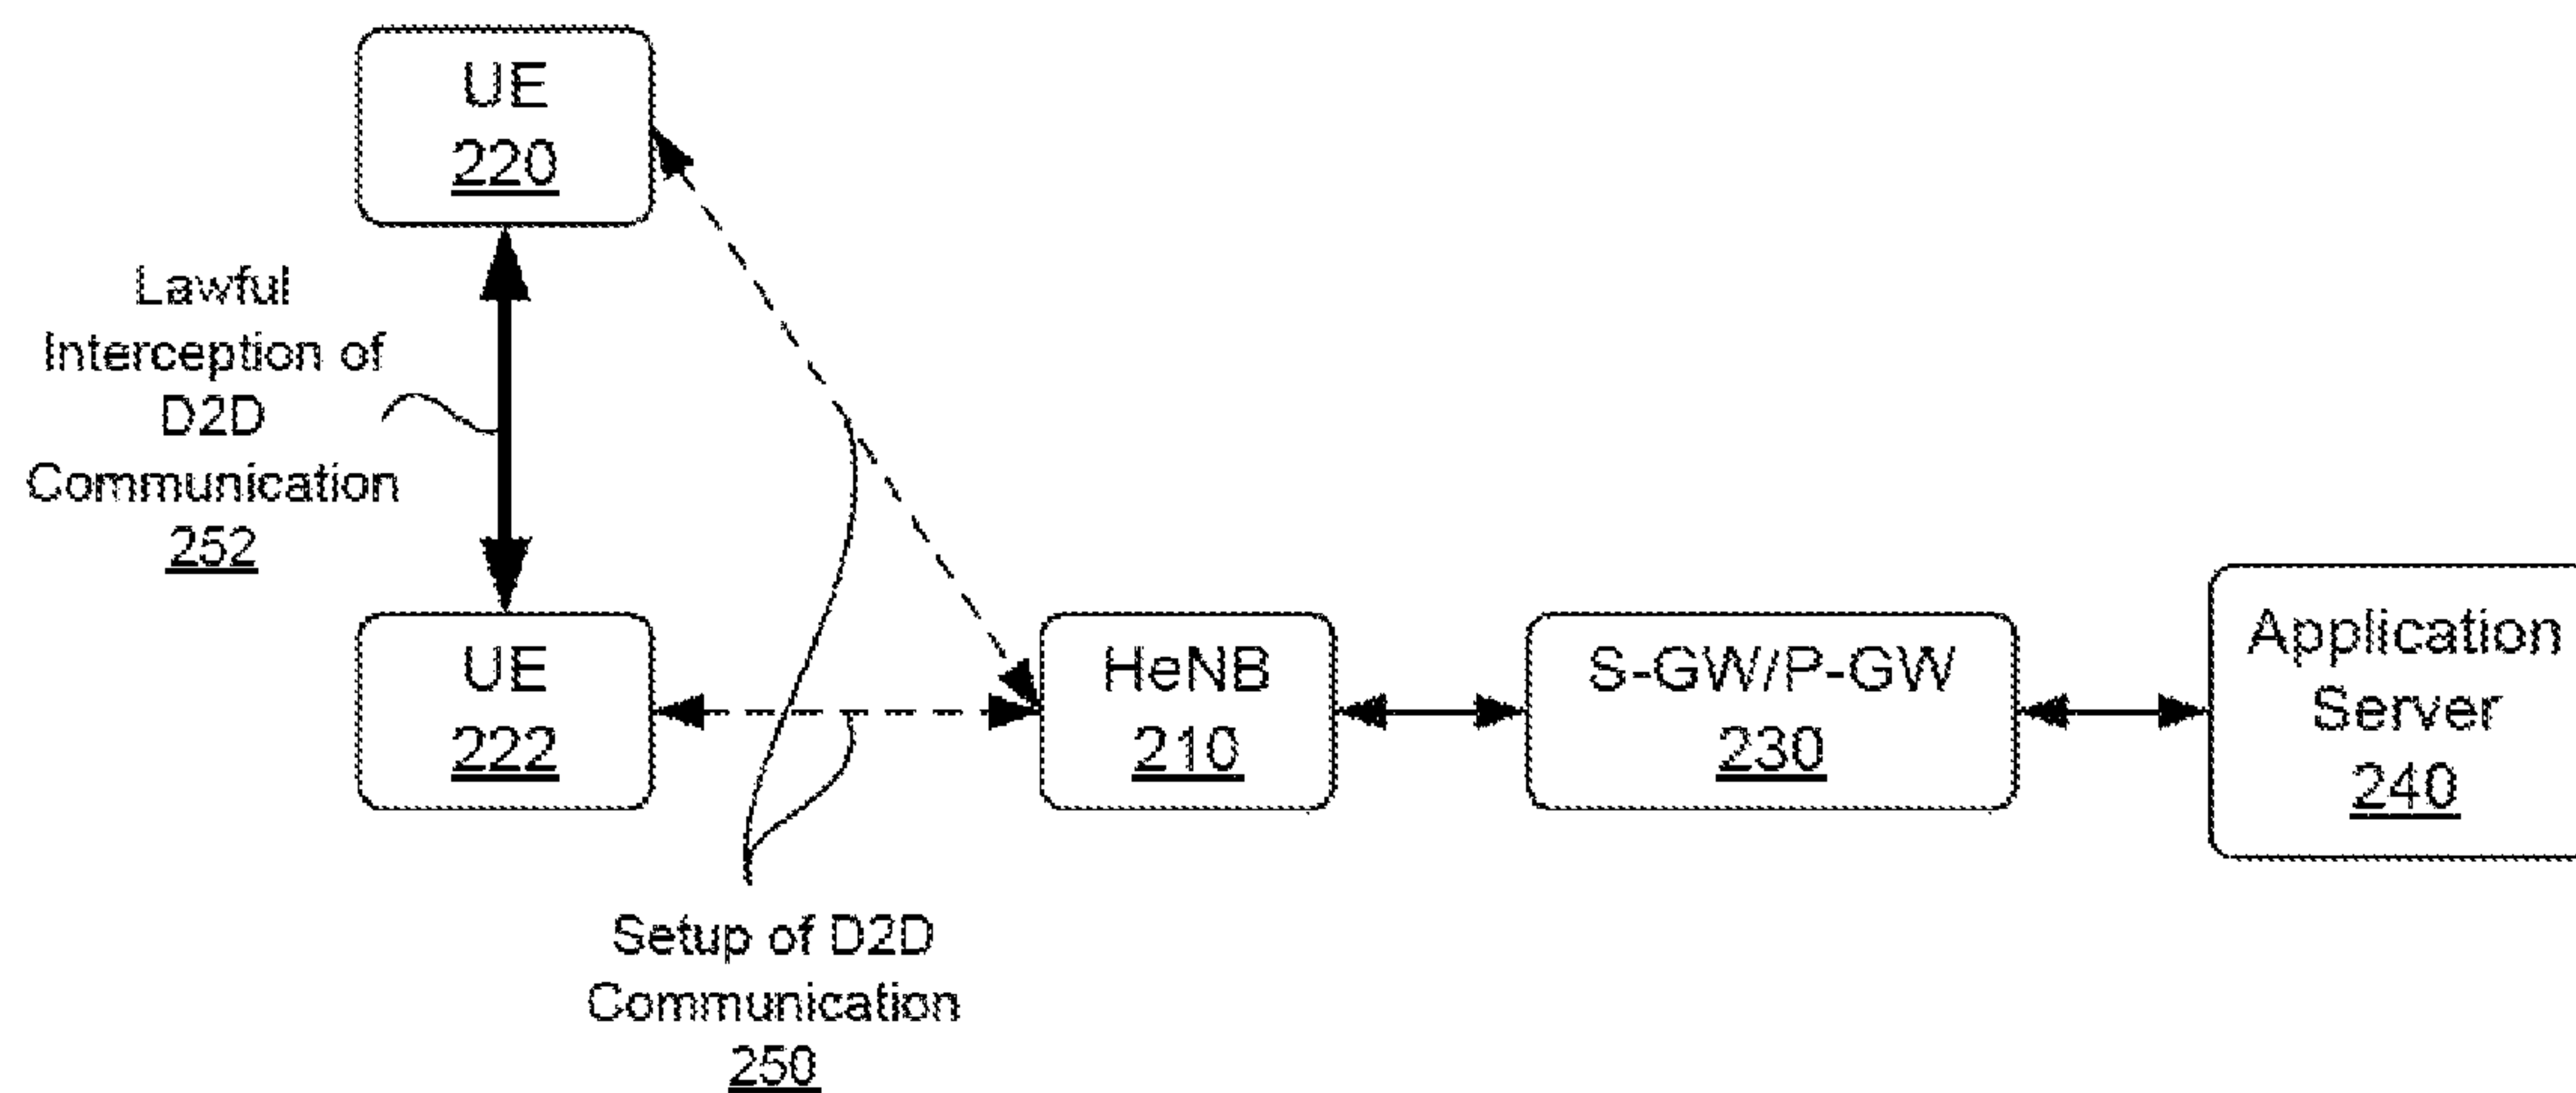 UE
220
Lawful
Interception of
D2D
Communication
252
UE
222
HeNB
210
S-GW/P-GW
230
Application
Server
240
Setup of D2D
Communication
250